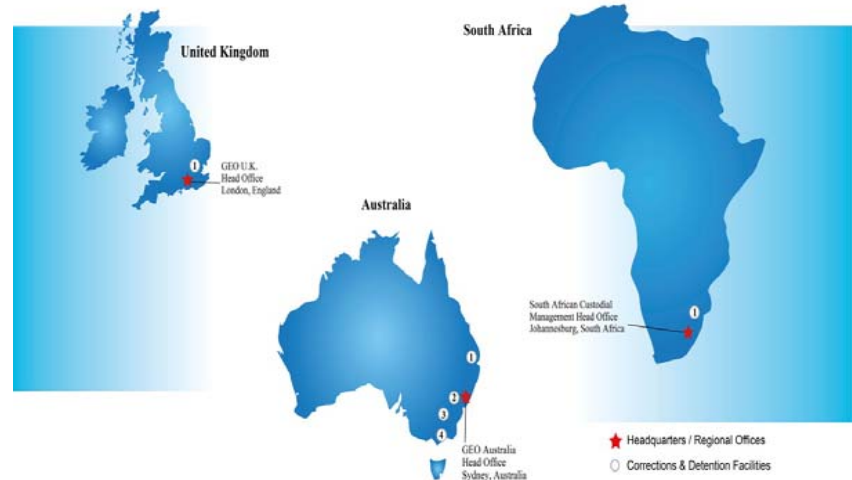 United Kingdom
1
GEO U.K.
Head Office
London, England
South Africa
1
South African Custodial
Management Head Office
Johannesburg, South Africa
Australia
1
2
3
4
GEO Australia
Head Office
Sydney, Australia
Headquarters / Regional Offices
Corrections & Detention Facilities